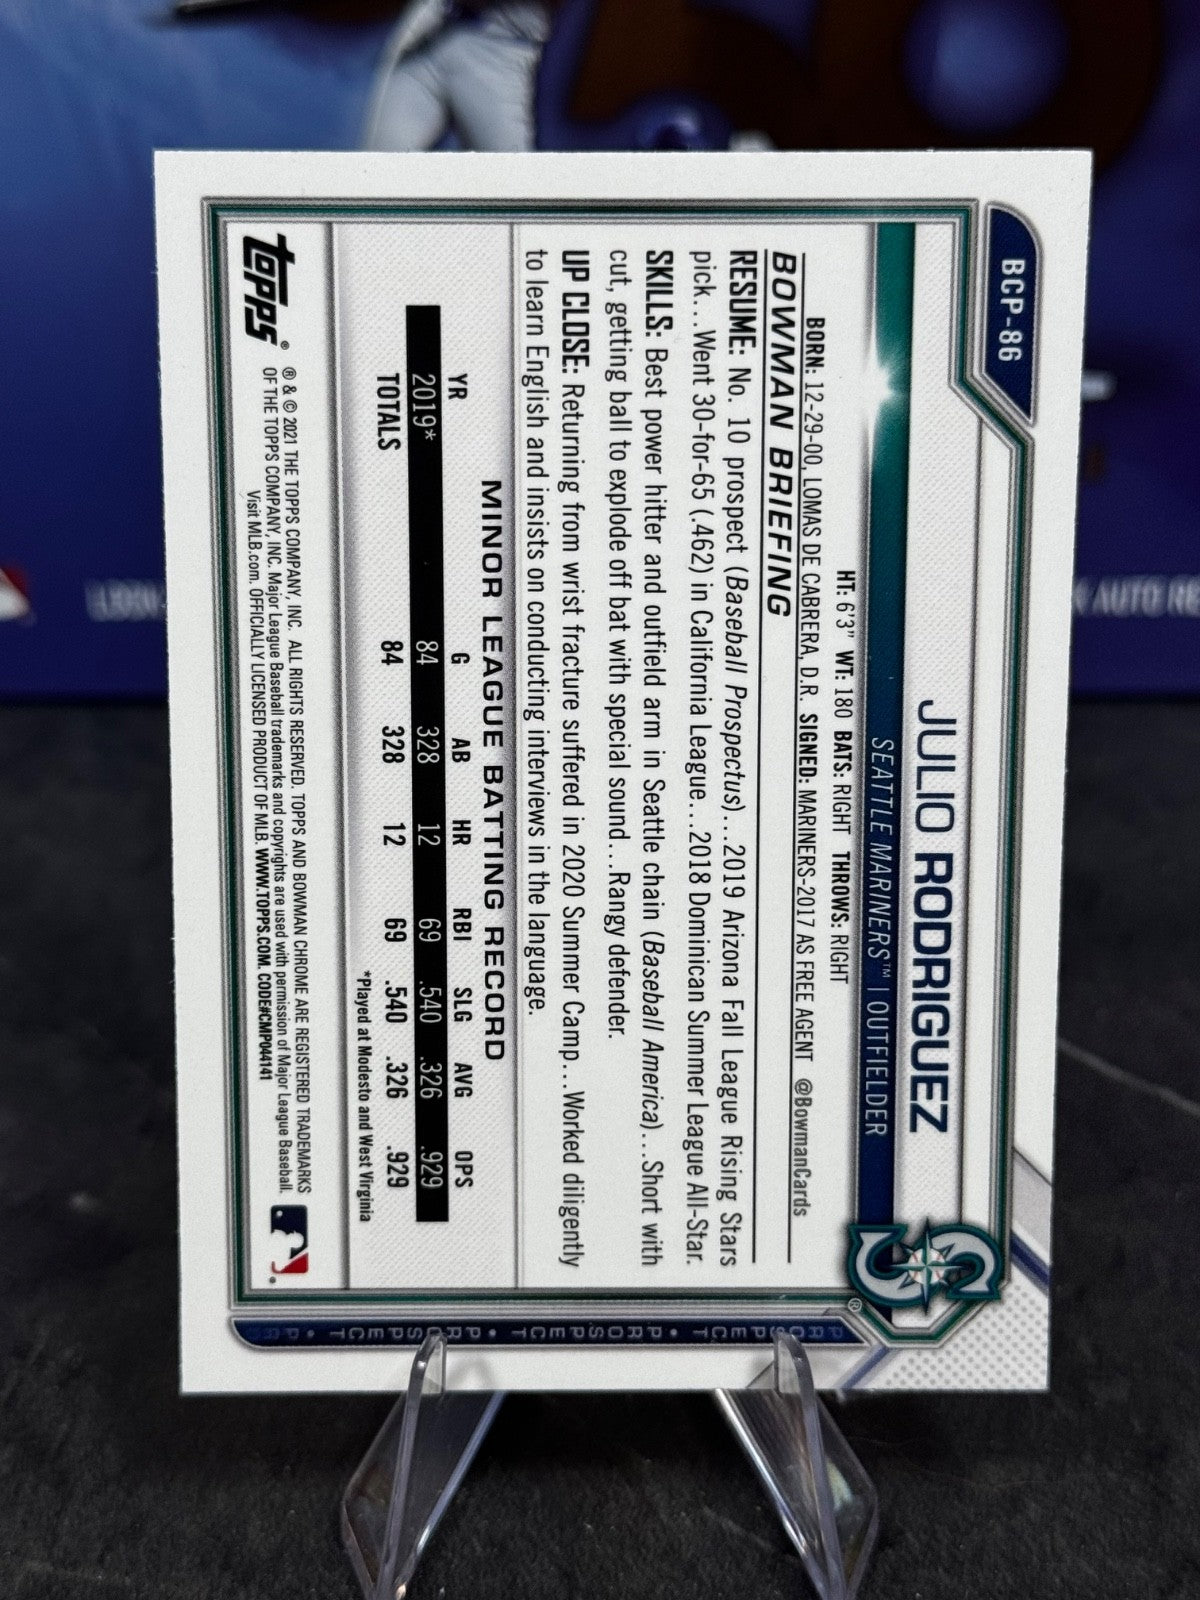 BCP-86
JULIO RODRIGUEZ
SEATTLE MARINERS™ | OUTFIELDER
HT: 6'3" WT: 180 BATS: RIGHT THROWS: RIGHT
BORN: 12-29-00, LOMAS DE CABRERA, D.R. SIGNED: MARINERS-2017 AS FREE AGENT @BowmanCards
BOWMAN BRIEFING
RESUME: No. 10 prospect (Baseball Prospectus)...2019 Arizona Fall League Rising Stars
pick...Went 30-for-65 (.462) in California League...2018 Dominican Summer League All-Star.
SKILLS: Best power hitter and outfield arm in Seattle chain (Baseball America)...Short with
cut, getting ball to explode off bat with special sound...Rangy defender.
UP CLOSE: Returning from wrist fracture suffered in 2020 Summer Camp...Worked diligently
to learn English and insists on conducting interviews in the language.
MINOR LEAGUE BATTING RECORD
YR G AB HR RBI SLG AVG OPS
2019* 84 328 12 69 .540 .326 .929
TOTALS 84 328 12 69 .540 .326 .929
*Played at Modesto and West Virginia
topps®
® & © 2021 THE TOPPS COMPANY, INC. ALL RIGHTS RESERVED. TOPPS AND BOWMAN CHROME ARE REGISTERED TRADEMARKS
OF THE TOPPS COMPANY, INC. Major League Baseball trademarks and copyrights are used with permission of Major League Baseball.
Visit MLB.com. OFFICIALLY LICENSED PRODUCT OF MLB. WWW.TOPPS.COM. CODE#CMP044141
PROSPECT • PROSPECT • PR
AUTO RE